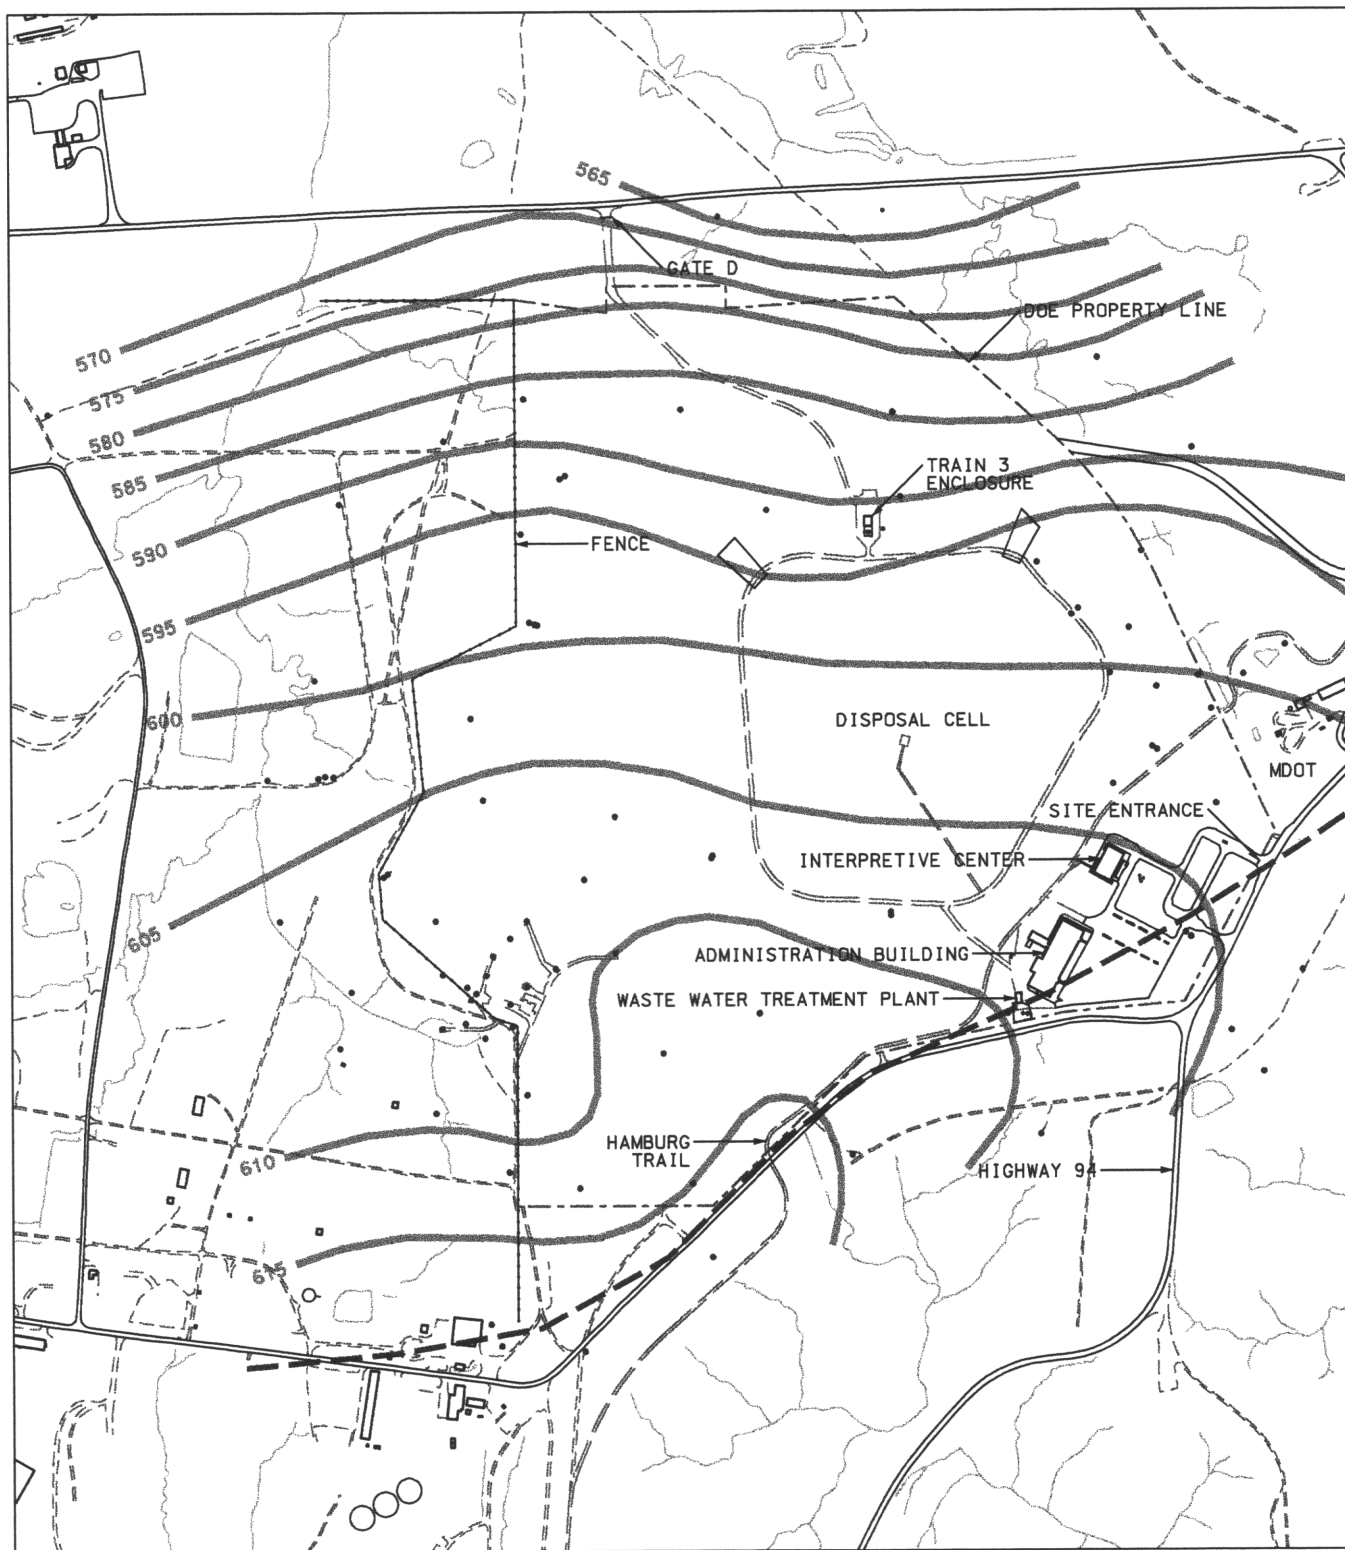 565
GATE D
DOE PROPERTY LINE
570
575
580
585
TRAIN 3
ENCLOSURE
590
FENCE
595
600
DISPOSAL CELL
MDOT
SITE ENTRANCE
INTERPRETIVE CENTER
605
ADMINISTRATION BUILDING
WASTE WATER TREATMENT PLANT
HAMBURG
TRAIL
610
HIGHWAY 94
615